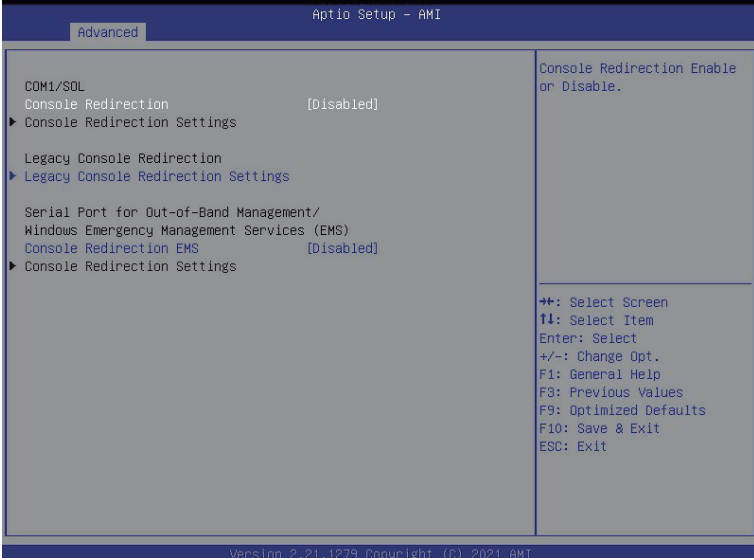 Aptio Setup – AMI
Advanced
COM1/SOL
Console Redirection [Disabled]
▶ Console Redirection Settings
Legacy Console Redirection
▶ Legacy Console Redirection Settings
Serial Port for Out-of-Band Management/
Windows Emergency Management Services (EMS)
Console Redirection EMS [Disabled]
▶ Console Redirection Settings
Console Redirection Enable
or Disable.
→←: Select Screen
↑↓: Select Item
Enter: Select
+/-: Change Opt.
F1: General Help
F3: Previous Values
F9: Optimized Defaults
F10: Save & Exit
ESC: Exit
Version 2.21.1279 Copyright (C) 2021 AMI